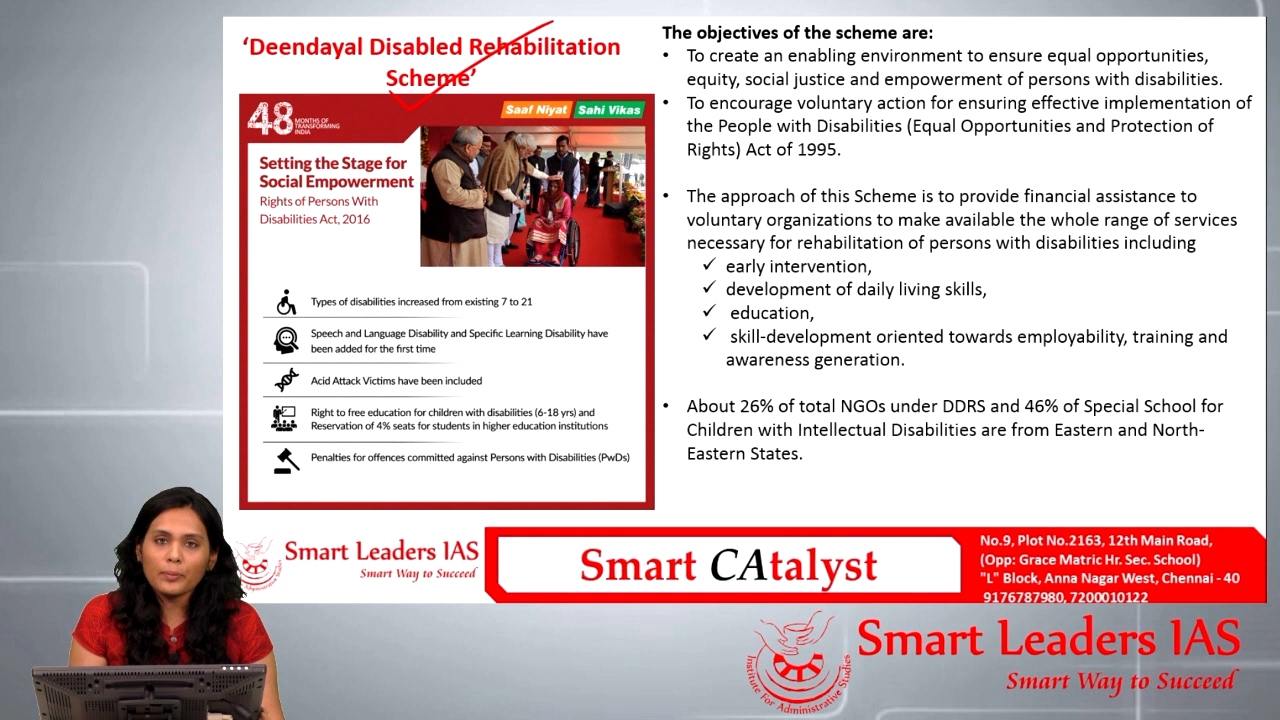 ‘Deendayal Disabled Rehabilitation
Scheme’
48 MONTHS OF
TRANSFORMING
INDIA
Saaf Niyat Sahi Vikas
Setting the Stage for
Social Empowerment
Rights of Persons With
Disabilities Act, 2016
Types of disabilities increased from existing 7 to 21
Speech and Language Disability and Specific Learning Disability have
been added for the first time
Acid Attack Victims have been included
Right to free education for children with disabilities (6-18 yrs) and
Reservation of 4% seats for students in higher education institutions
Penalties for offences committed against Persons with Disabilities (PwDs)
The objectives of the scheme are:
• To create an enabling environment to ensure equal opportunities,
equity, social justice and empowerment of persons with disabilities.
• To encourage voluntary action for ensuring effective implementation of
the People with Disabilities (Equal Opportunities and Protection of
Rights) Act of 1995.
• The approach of this Scheme is to provide financial assistance to
voluntary organizations to make available the whole range of services
necessary for rehabilitation of persons with disabilities including
✓ early intervention,
✓ development of daily living skills,
✓ education,
✓ skill-development oriented towards employability, training and
awareness generation.
• About 26% of total NGOs under DDRS and 46% of Special School for
Children with Intellectual Disabilities are from Eastern and North-
Eastern States.
Smart Leaders IAS
Smart Way to Succeed
Smart CAtalyst
No.9, Plot No.2163, 12th Main Road,
(Opp: Grace Matric Hr. Sec. School)
"L" Block, Anna Nagar West, Chennai - 40
9176787980, 7200010122
Institute For Administrative Studies
Smart Leaders IAS
Smart Way to Succeed